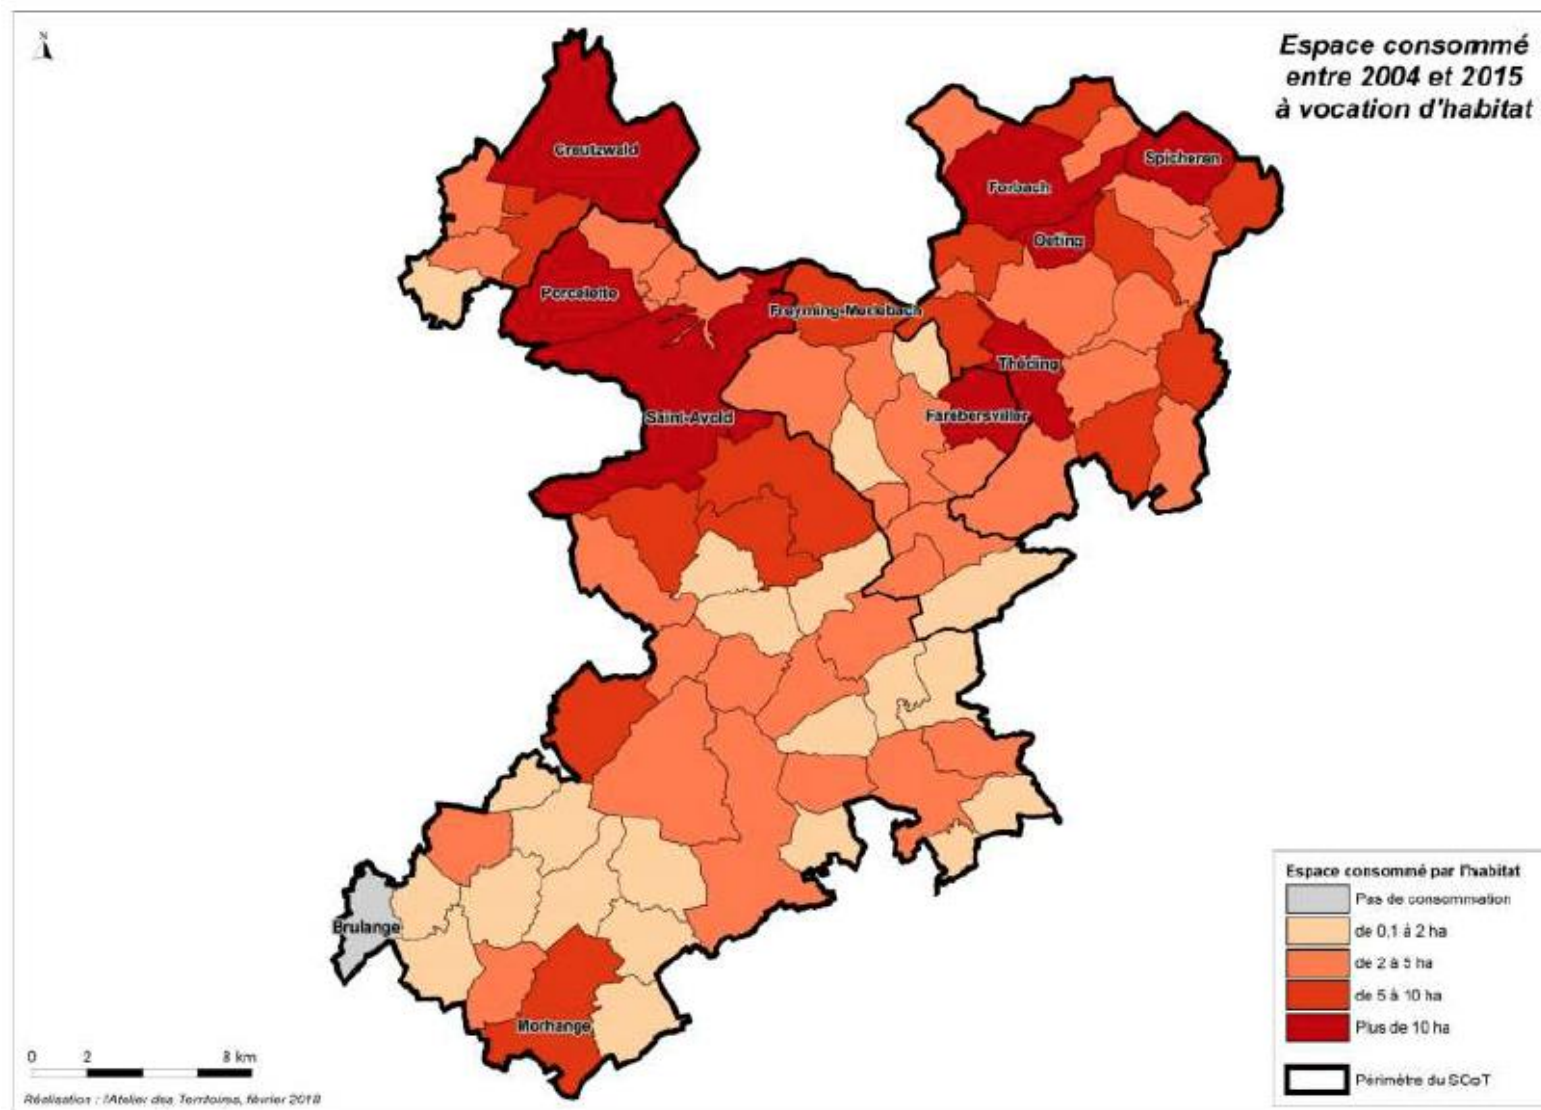 N
Espace consommé
entre 2004 et 2015
à vocation d'habitat
Creutzwald
Spicheren
Forbach
Oeting
Porcelette
Freyming-Merlebach
Théding
Saint-Avold
Farébersviller
Brulange
Morhange
Espace consommé par l'habitat
Pas de consommation
de 0,1 à 2 ha
de 2 à 5 ha
de 5 à 10 ha
Plus de 10 ha
Périmètre du SCoT
0 2 8 km
Réalisation : l'Atelier des Territoires, février 2018